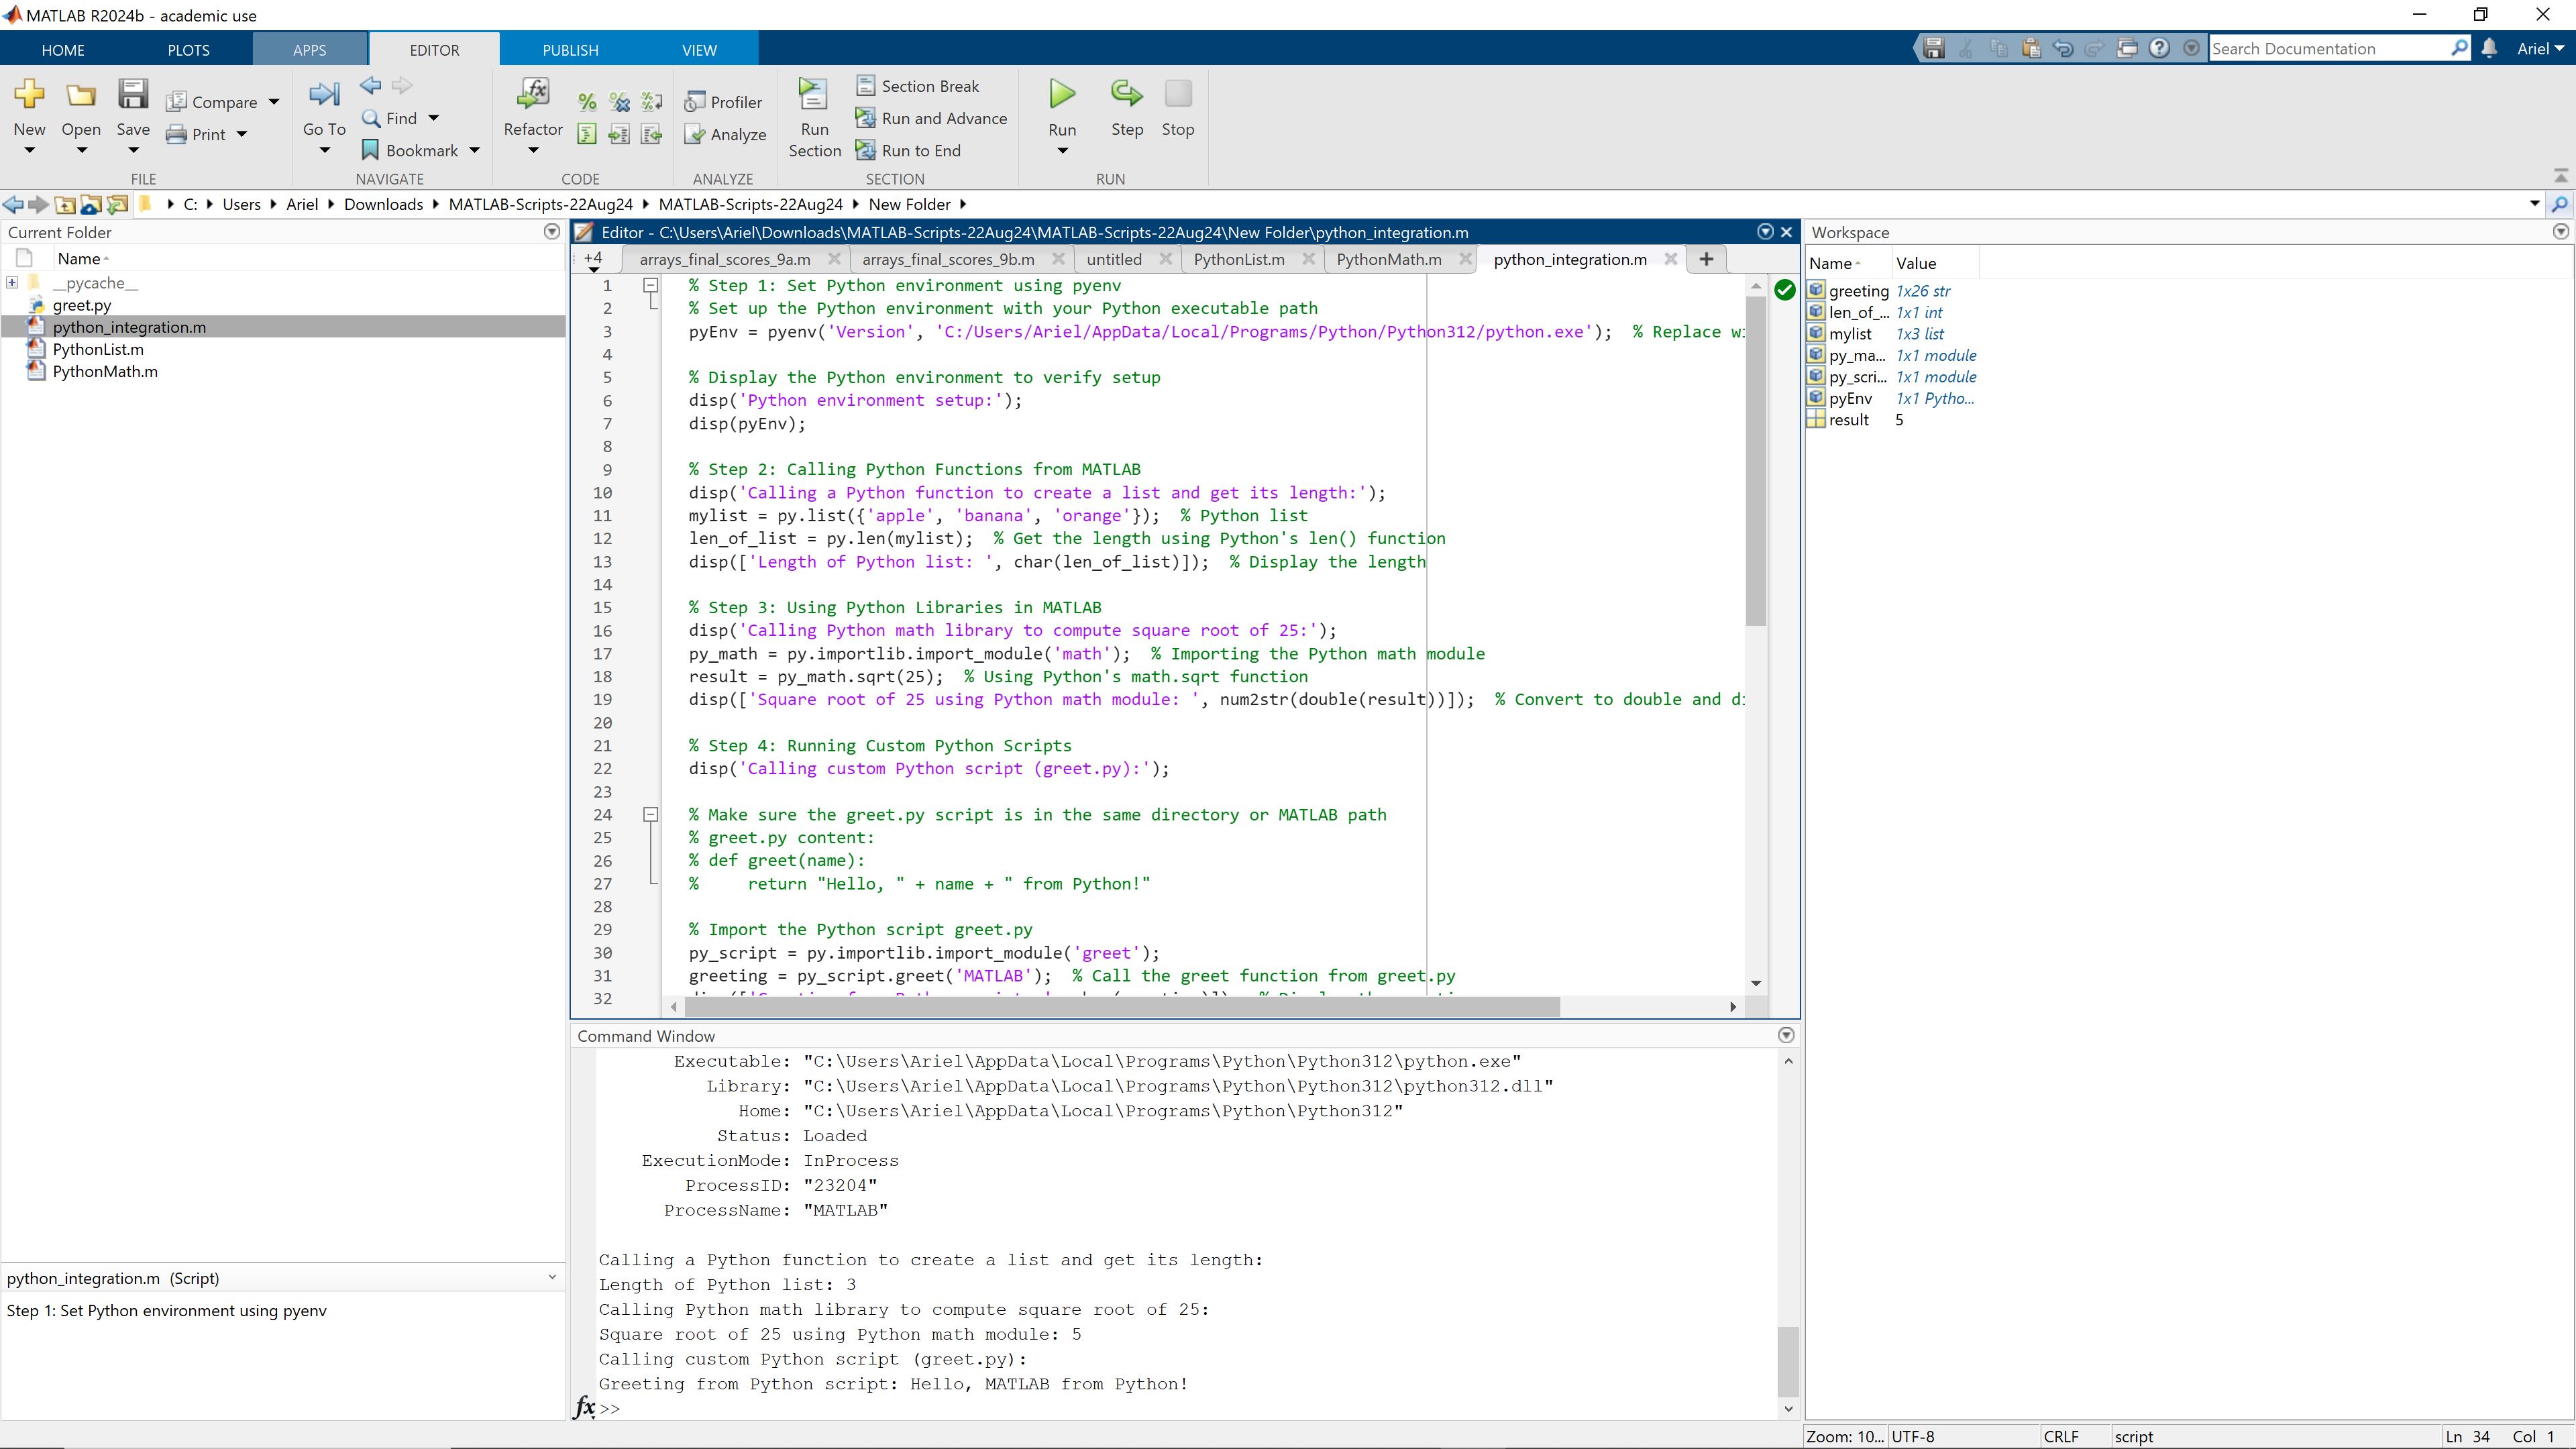 MATLAB R2024b - academic use
HOME PLOTS APPS EDITOR PUBLISH VIEW
Search Documentation
Ariel
New Open Save Compare Print
FILE
Go To Find Bookmark
NAVIGATE
Refactor
CODE
Profiler
Analyze
ANALYZE
Run Section
Section Break
Run and Advance
Run to End
SECTION
Run Step Stop
RUN
C: Users Ariel Downloads MATLAB-Scripts-22Aug24 MATLAB-Scripts-22Aug24 New Folder
Current Folder
Name
__pycache__
greet.py
python_integration.m
PythonList.m
PythonMath.m
python_integration.m (Script)
Step 1: Set Python environment using pyenv
Editor - C:\Users\Ariel\Downloads\MATLAB-Scripts-22Aug24\MATLAB-Scripts-22Aug24\New Folder\python_integration.m
+4 arrays_final_scores_9a.m arrays_final_scores_9b.m untitled PythonList.m PythonMath.m python_integration.m +
1 % Step 1: Set Python environment using pyenv
2 % Set up the Python environment with your Python executable path
3 pyEnv = pyenv('Version', 'C:/Users/Ariel/AppData/Local/Programs/Python/Python312/python.exe'); % Replace
4
5 % Display the Python environment to verify setup
6 disp('Python environment setup:');
7 disp(pyEnv);
8
9 % Step 2: Calling Python Functions from MATLAB
10 disp('Calling a Python function to create a list and get its length:');
11 mylist = py.list({'apple', 'banana', 'orange'}); % Python list
12 len_of_list = py.len(mylist); % Get the length using Python's len() function
13 disp(['Length of Python list: ', char(len_of_list)]); % Display the length
14
15 % Step 3: Using Python Libraries in MATLAB
16 disp('Calling Python math library to compute square root of 25:');
17 py_math = py.importlib.import_module('math'); % Importing the Python math module
18 result = py_math.sqrt(25); % Using Python's math.sqrt function
19 disp(['Square root of 25 using Python math module: ', num2str(double(result))]); % Convert to double and
20
21 % Step 4: Running Custom Python Scripts
22 disp('Calling custom Python script (greet.py):');
23
24 % Make sure the greet.py script is in the same directory or MATLAB path
25 % greet.py content:
26 % def greet(name):
27 %     return "Hello, " + name + " from Python!"
28
29 % Import the Python script greet.py
30 py_script = py.importlib.import_module('greet');
31 greeting = py_script.greet('MATLAB'); % Call the greet function from greet.py
32
Command Window
Executable: "C:\Users\Ariel\AppData\Local\Programs\Python\Python312\python.exe"
Library: "C:\Users\Ariel\AppData\Local\Programs\Python\Python312\python312.dll"
Home: "C:\Users\Ariel\AppData\Local\Programs\Python\Python312"
Status: Loaded
ExecutionMode: InProcess
ProcessID: "23204"
ProcessName: "MATLAB"
Calling a Python function to create a list and get its length:
Length of Python list: 3
Calling Python math library to compute square root of 25:
Square root of 25 using Python math module: 5
Calling custom Python script (greet.py):
Greeting from Python script: Hello, MATLAB from Python!
fx >>
Workspace
Name Value
greeting 1x26 str
len_of_... 1x1 int
mylist 1x3 list
py_ma... 1x1 module
py_scri... 1x1 module
pyEnv 1x1 Pytho...
result 5
Zoom: 10... UTF-8 CRLF script Ln 34 Col 1